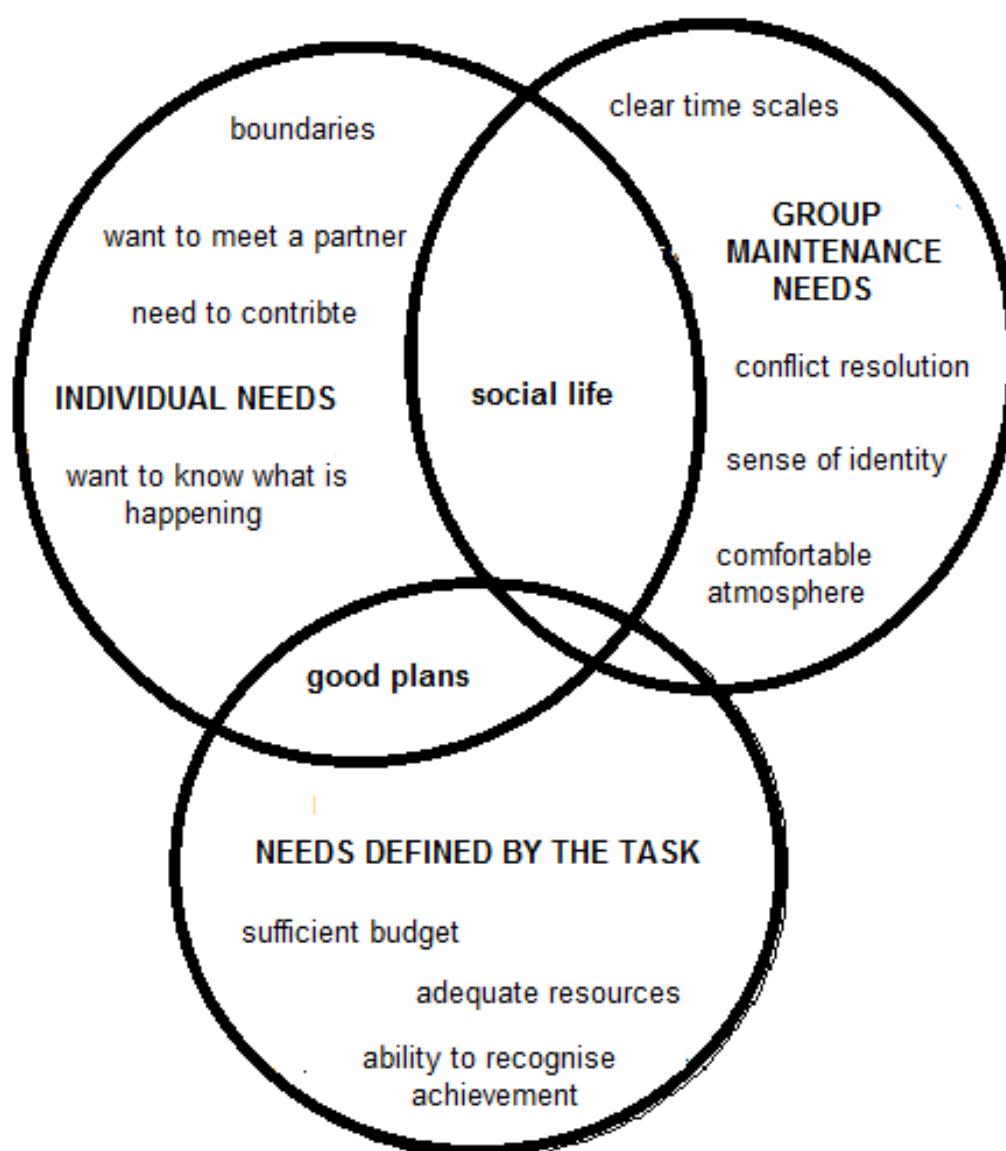 boundaries
want to meet a partner
need to contribte
INDIVIDUAL NEEDS
want to know what is
happening
clear time scales
GROUP
MAINTENANCE
NEEDS
conflict resolution
sense of identity
comfortable
atmosphere
social life
good plans
NEEDS DEFINED BY THE TASK
sufficient budget
adequate resources
ability to recognise
achievement